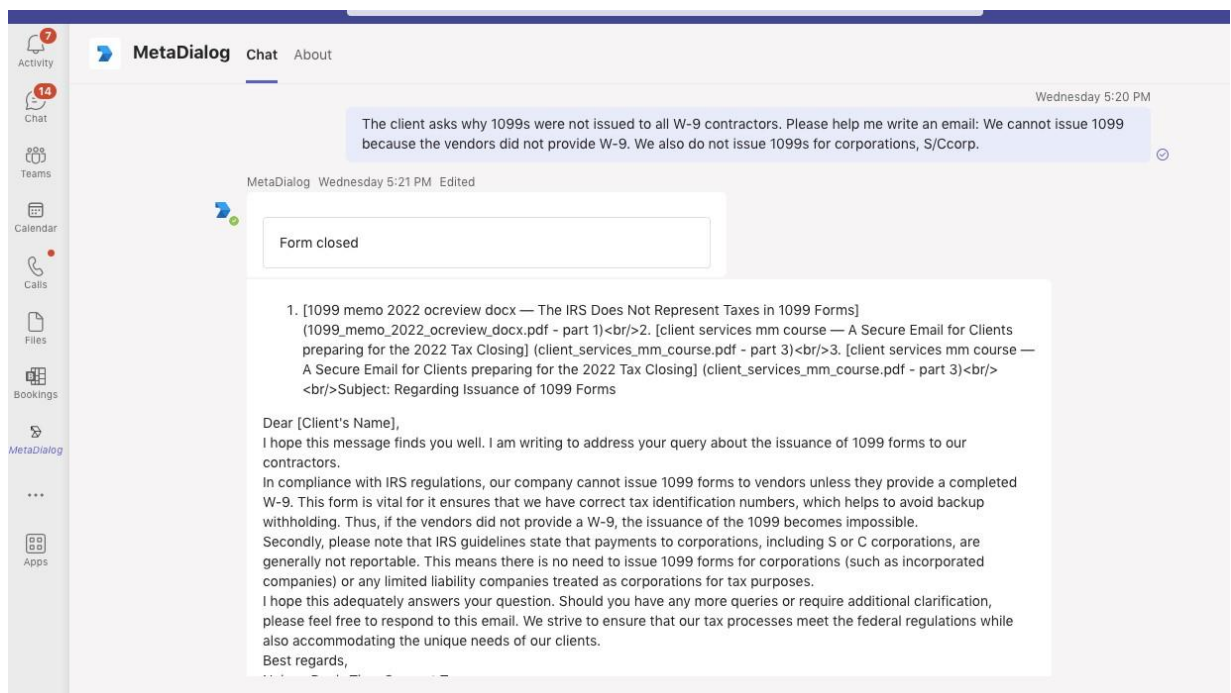 7
Activity
14
Chat
Teams
Calendar
Calls
Files
Bookings
MetaDialog
Apps
MetaDialog Chat About
Wednesday 5:20 PM
The client asks why 1099s were not issued to all W-9 contractors. Please help me write an email: We cannot issue 1099
because the vendors did not provide W-9. We also do not issue 1099s for corporations, S/Ccorp.
MetaDialog Wednesday 5:21 PM Edited
Form closed
1. [1099 memo 2022 ocreview docx — The IRS Does Not Represent Taxes in 1099 Forms]
(1099_memo_2022_ocreview_docx.pdf - part 1)<br/>2. [client services mm course — A Secure Email for Clients
preparing for the 2022 Tax Closing] (client_services_mm_course.pdf - part 3)<br/>3. [client services mm course —
A Secure Email for Clients preparing for the 2022 Tax Closing] (client_services_mm_course.pdf - part 3)<br/>
<br/>Subject: Regarding Issuance of 1099 Forms
Dear [Client's Name],
I hope this message finds you well. I am writing to address your query about the issuance of 1099 forms to our
contractors.
In compliance with IRS regulations, our company cannot issue 1099 forms to vendors unless they provide a completed
W-9. This form is vital for it ensures that we have correct tax identification numbers, which helps to avoid backup
withholding. Thus, if the vendors did not provide a W-9, the issuance of the 1099 becomes impossible.
Secondly, please note that IRS guidelines state that payments to corporations, including S or C corporations, are
generally not reportable. This means there is no need to issue 1099 forms for corporations (such as incorporated
companies) or any limited liability companies treated as corporations for tax purposes.
I hope this adequately answers your question. Should you have any more queries or require additional clarification,
please feel free to respond to this email. We strive to ensure that our tax processes meet the federal regulations while
also accommodating the unique needs of our clients.
Best regards,